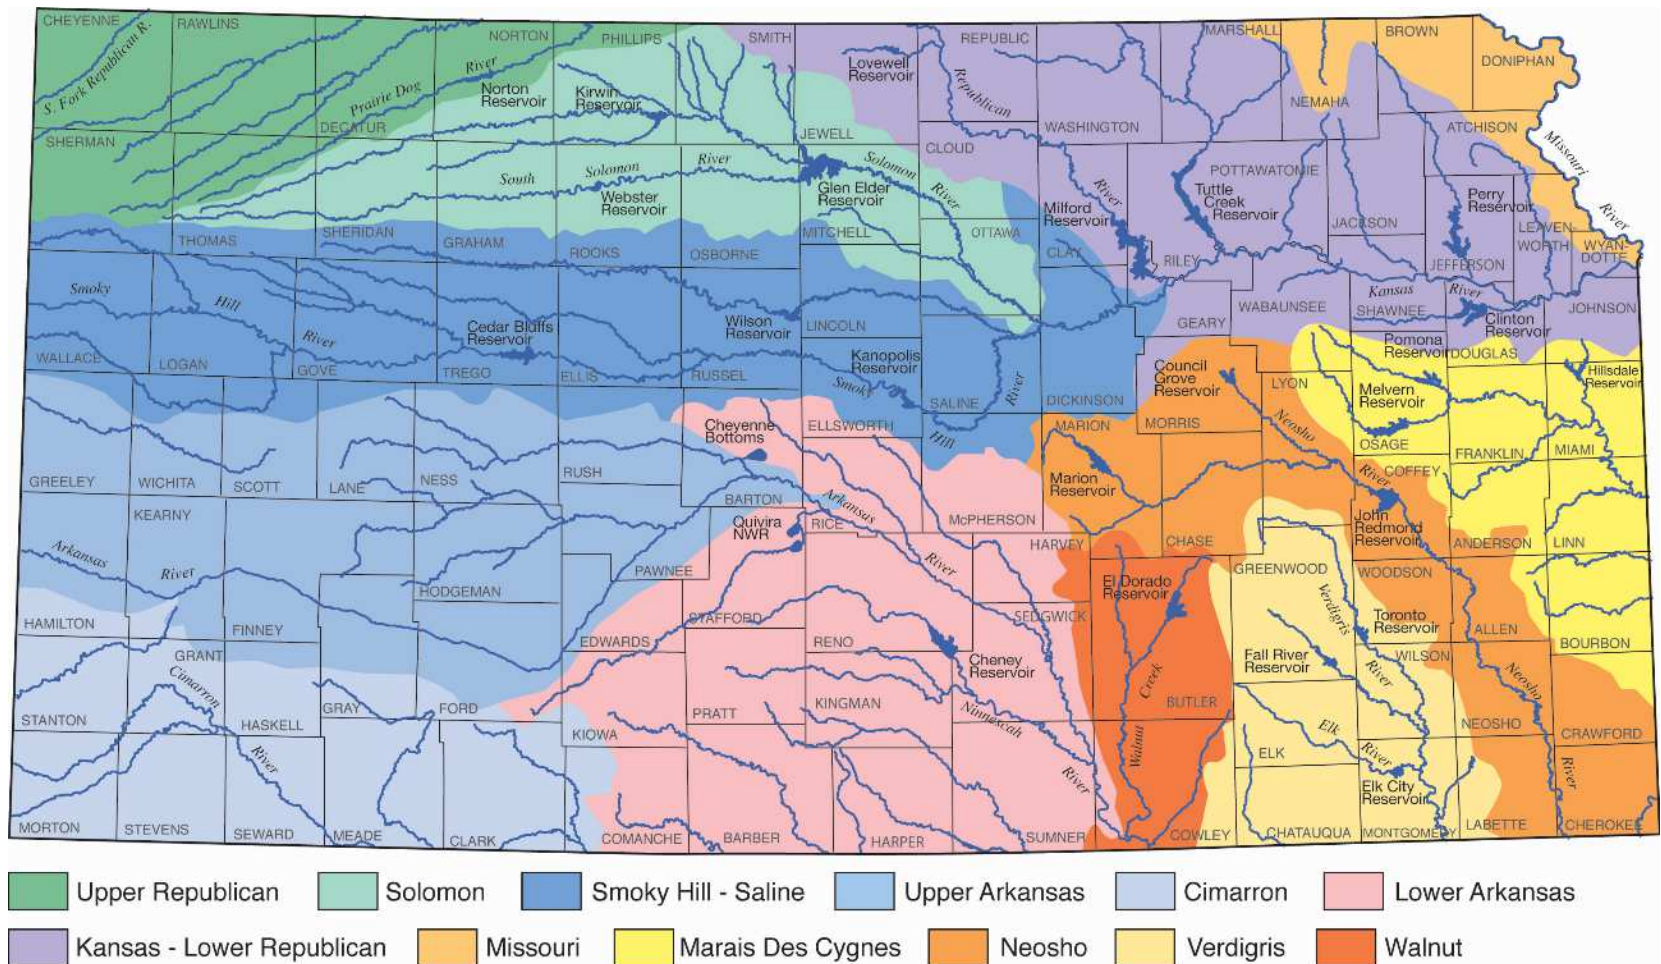 CHEYENNE
RAWLINS
NORTON
PHILLIPS
SMITH
REPUBLIC
MARSHALL
BROWN
DONIPHAN
S. Fork Republican R.
Prairie Dog
River
Norton
Reservoir
Kirwin
Reservoir
Lovewell
Reservoir
Republican
River
NEMAHA
SHERMAN
DECATUR
JEWELL
CLOUD
WASHINGTON
ATCHISON
Missouri
River
South
Solomon
River
Solomon
River
Webster
Reservoir
Glen Elder
Reservoir
POTTAWATOMIE
Tuttle
Creek
Reservoir
Milford
Reservoir
Perry
Reservoir
JACKSON
LEAVEN-
WORTH
WYAN-
DOTTE
THOMAS
SHERIDAN
GRAHAM
ROOKS
OSBORNE
MITCHELL
OTTAWA
CLAY
RILEY
JEFFERSON
Smoky
Hill
River
Cedar Bluffs
Reservoir
Wilson
Reservoir
LINCOLN
Kansas
River
WABAUNSEE
SHAWNEE
GEARY
Clinton
Reservoir
JOHNSON
WALLACE
LOGAN
GOVE
TREGO
ELLIS
RUSSEL
Kanopolis
Reservoir
Smoky
Hill
River
SALINE
DICKINSON
Council
Grove
Reservoir
Pomona
Reservoir
DOUGLAS
Hillsdale
Reservoir
LYON
Melvern
Reservoir
OSAGE
Cheyenne
Bottoms
ELLSWORTH
MARION
MORRIS
Neosho
River
FRANKLIN
MIAMI
GREELEY
WICHITA
SCOTT
LANE
NESS
RUSH
BARTON
Arkansas
River
Marion
Reservoir
COFFEY
KEARNY
Quivira
NWR
RICE
McPHERSON
HARVEY
CHASE
John
Redmond
Reservoir
ANDERSON
LINN
Arkansas
River
PAWNEE
HODGEMAN
El Dorado
Reservoir
GREENWOOD
WOODSON
HAMILTON
FINNEY
GRANT
EDWARDS
STAFFORD
RENO
SEDGWICK
Cheney
Reservoir
Verdigris
River
Toronto
Reservoir
ALLEN
BOURBON
Fall River
Reservoir
WILSON
Neosho
River
Cimarron
River
STANTON
HASKELL
GRAY
FORD
KIOWA
PRATT
KINGMAN
Ninnescah
River
Walnut
Creek
BUTLER
ELK
Elk
River
Elk City
Reservoir
NEOSHO
CRAWFORD
MORTON
STEVENS
SEWARD
MEADE
CLARK
COMANCHE
BARBER
HARPER
SUMNER
COWLEY
CHATAUQUA
MONTGOMERY
LABETTE
CHEROKEE
Upper Republican
Solomon
Smoky Hill - Saline
Upper Arkansas
Cimarron
Lower Arkansas
Kansas - Lower Republican
Missouri
Marais Des Cygnes
Neosho
Verdigris
Walnut